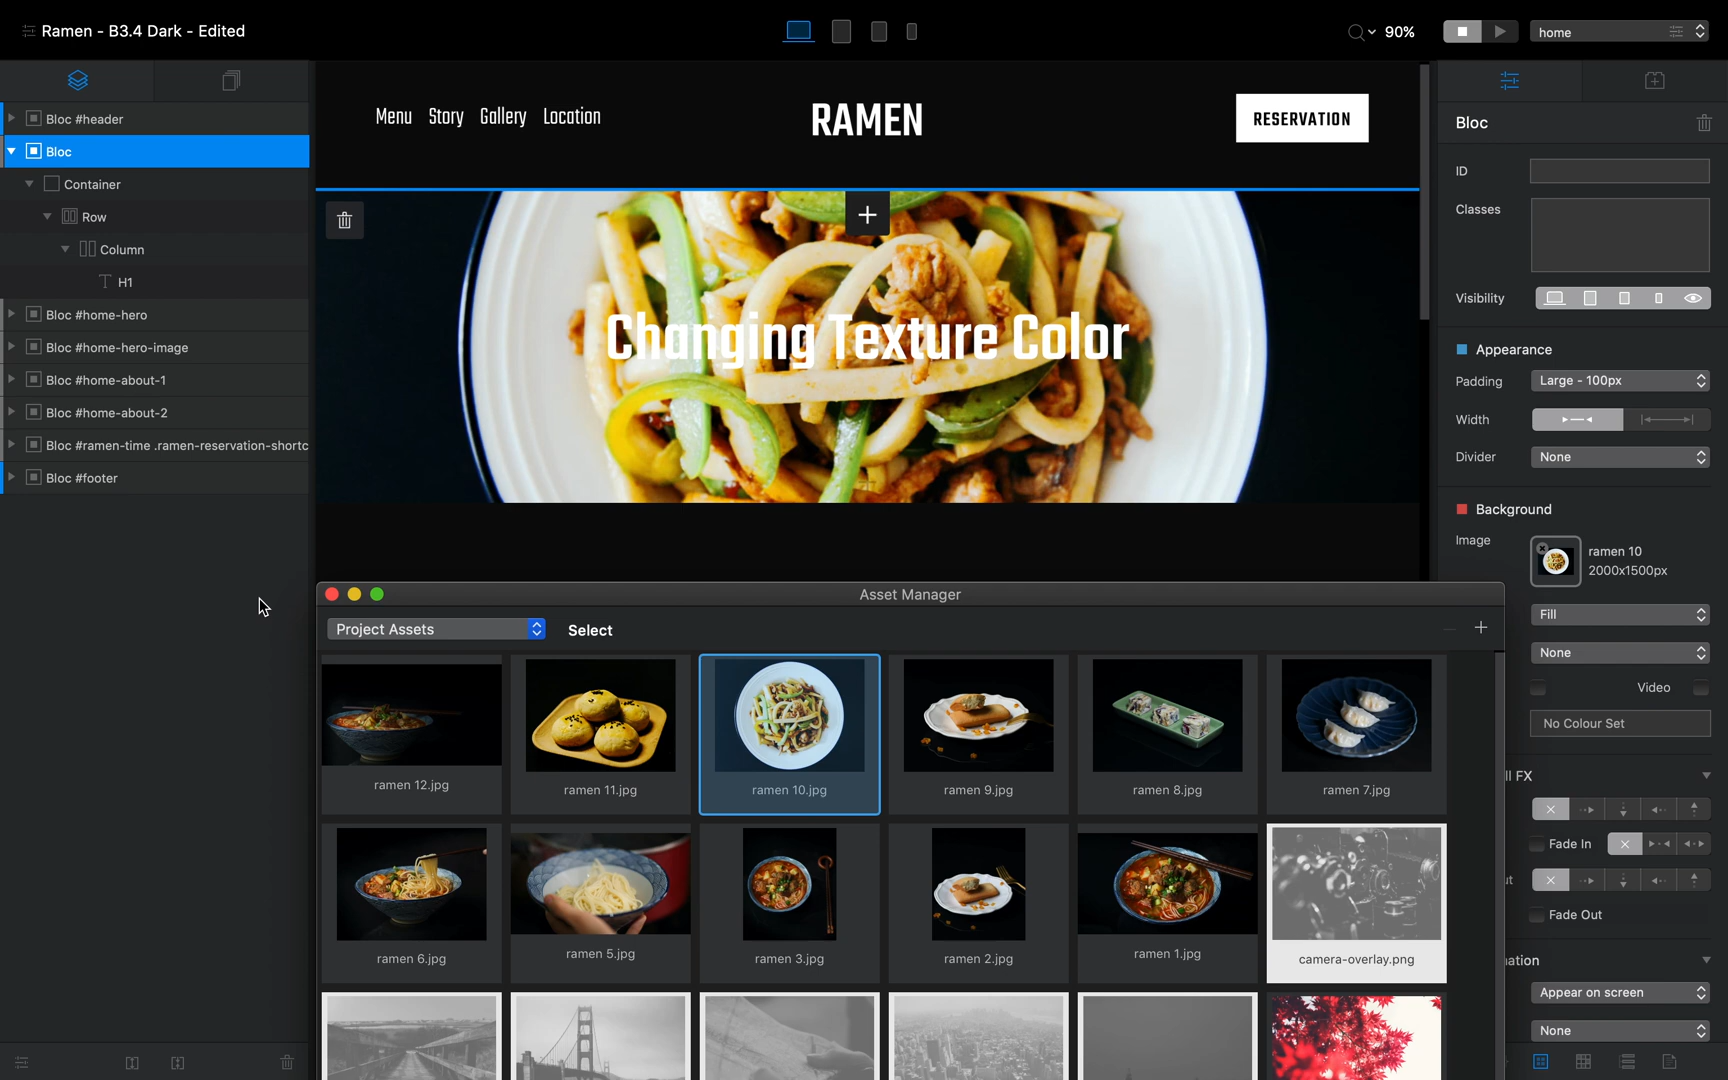 Ramen - B3.4 Dark - Edited
90%
home
Bloc #header
Bloc
Container
Row
Column
H1
Bloc #home-hero
Bloc #home-hero-image
Bloc #home-about-1
Bloc #home-about-2
Bloc #ramen-time .ramen-reservation-shortc
Bloc #footer
Menu Story Gallery Location
RAMEN
RESERVATION
Changing Texture Color
Asset Manager
Project Assets
Select
ramen 12.jpg
ramen 11.jpg
ramen 10.jpg
ramen 9.jpg
ramen 8.jpg
ramen 7.jpg
ramen 6.jpg
ramen 5.jpg
ramen 3.jpg
ramen 2.jpg
ramen 1.jpg
camera-overlay.png
Bloc
ID
Classes
Visibility
Appearance
Padding
Large - 100px
Width
Divider
None
Background
Image
ramen 10
2000x1500px
Fill
None
Video
No Colour Set
ll FX
Fade In
Fade Out
ation
Appear on screen
None